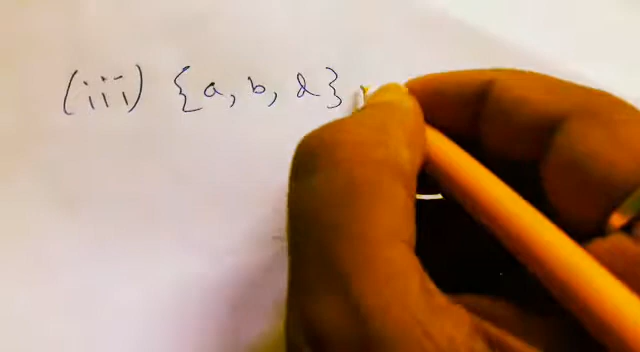 (iii) {a, b, d}